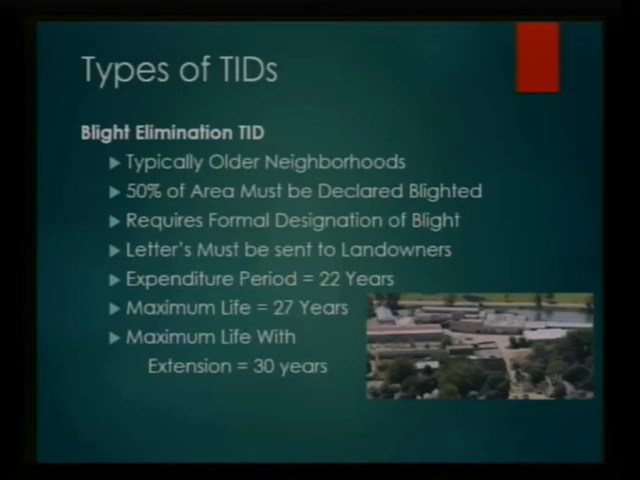 Types of TIDs
Blight Elimination TID
Typically Older Neighborhoods
50% of Area Must be Declared Blighted
Requires Formal Designation of Blight
Letter's Must be sent to Landowners
Expenditure Period = 22 Years
Maximum Life = 27 Years
Maximum Life With
Extension = 30 years